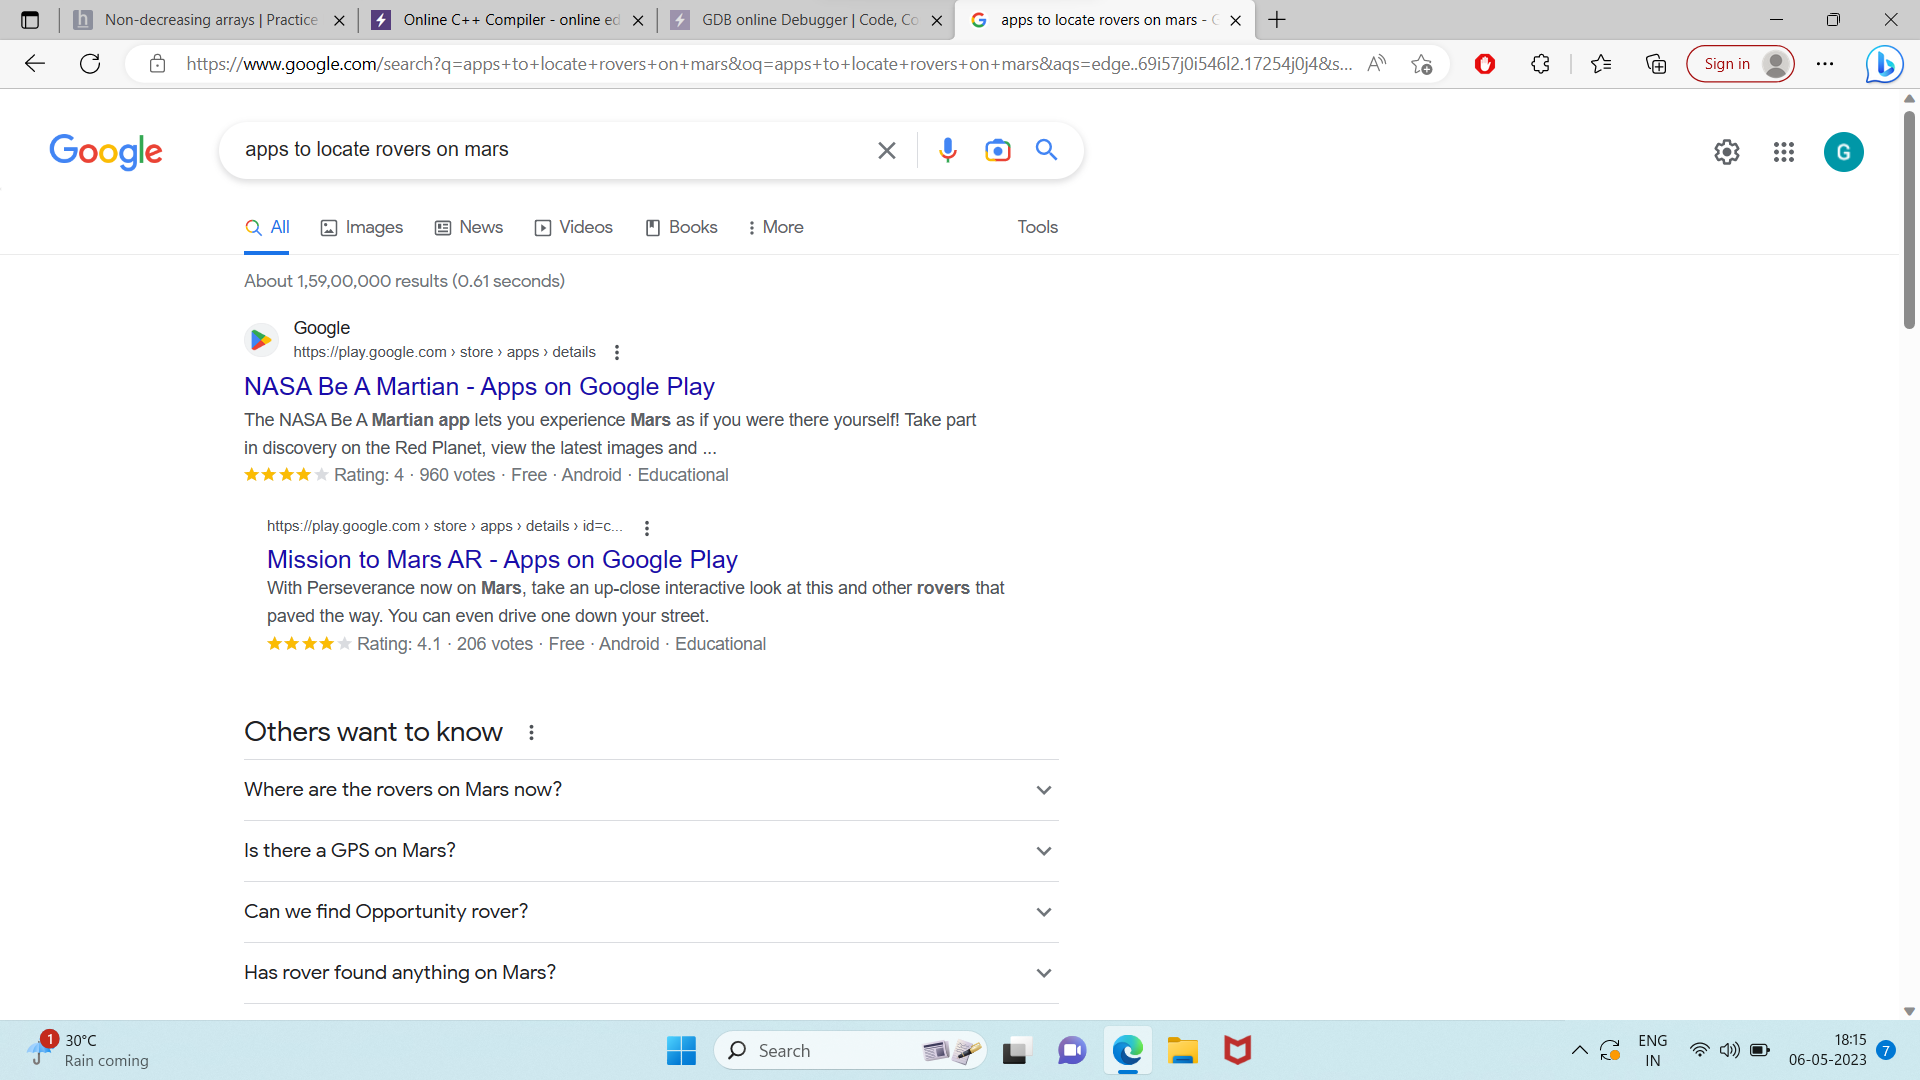 Non-decreasing arrays | Practice
Online C++ Compiler - online ed
GDB online Debugger | Code, Co
apps to locate rovers on mars - G
https://www.google.com/search?q=apps+to+locate+rovers+on+mars&oq=apps+to+locate+rovers+on+mars&aqs=edge..69i57j0i546l2.17254j0j4&s...
Sign in
Google
apps to locate rovers on mars
G
All
Images
News
Videos
Books
More
Tools
About 1,59,00,000 results (0.61 seconds)
Google
https://play.google.com › store › apps › details
NASA Be A Martian - Apps on Google Play
The NASA Be A Martian app lets you experience Mars as if you were there yourself! Take part
in discovery on the Red Planet, view the latest images and ...
Rating: 4 · 960 votes · Free · Android · Educational
https://play.google.com › store › apps › details › id=c...
Mission to Mars AR - Apps on Google Play
With Perseverance now on Mars, take an up-close interactive look at this and other rovers that
paved the way. You can even drive one down your street.
Rating: 4.1 · 206 votes · Free · Android · Educational
Others want to know
Where are the rovers on Mars now?
Is there a GPS on Mars?
Can we find Opportunity rover?
Has rover found anything on Mars?
1
30°C
Rain coming
Search
ENG
IN
18:15
06-05-2023
7